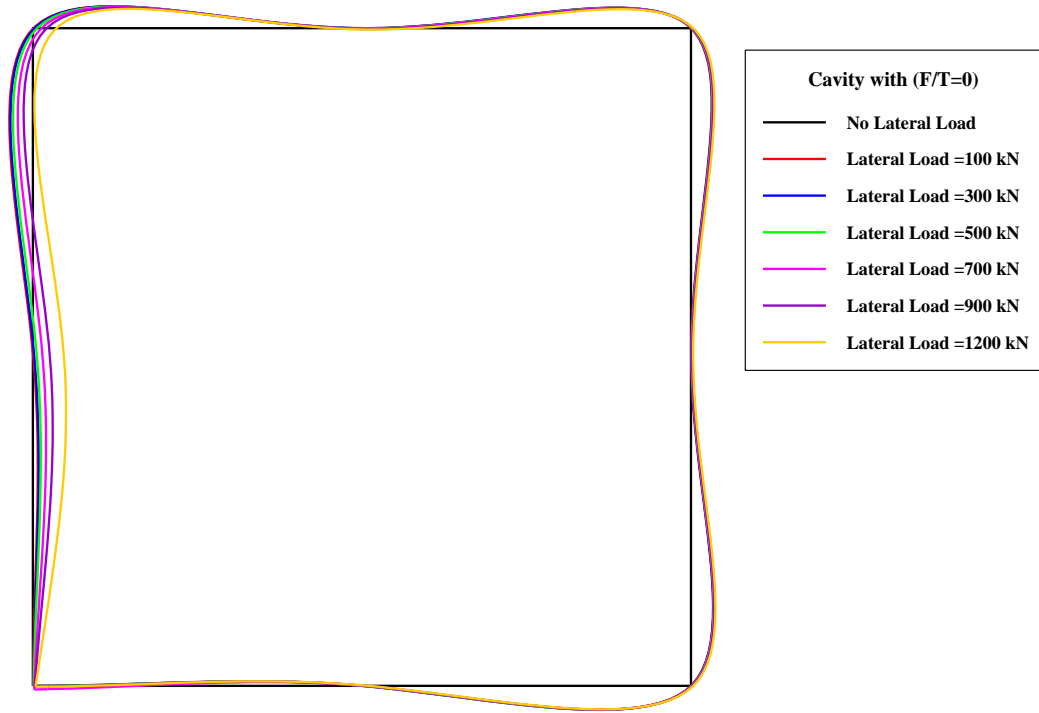 Cavity with (F/T=0)
No Lateral Load
Lateral Load =100 kN
Lateral Load =300 kN
Lateral Load =500 kN
Lateral Load =700 kN
Lateral Load =900 kN
Lateral Load =1200 kN